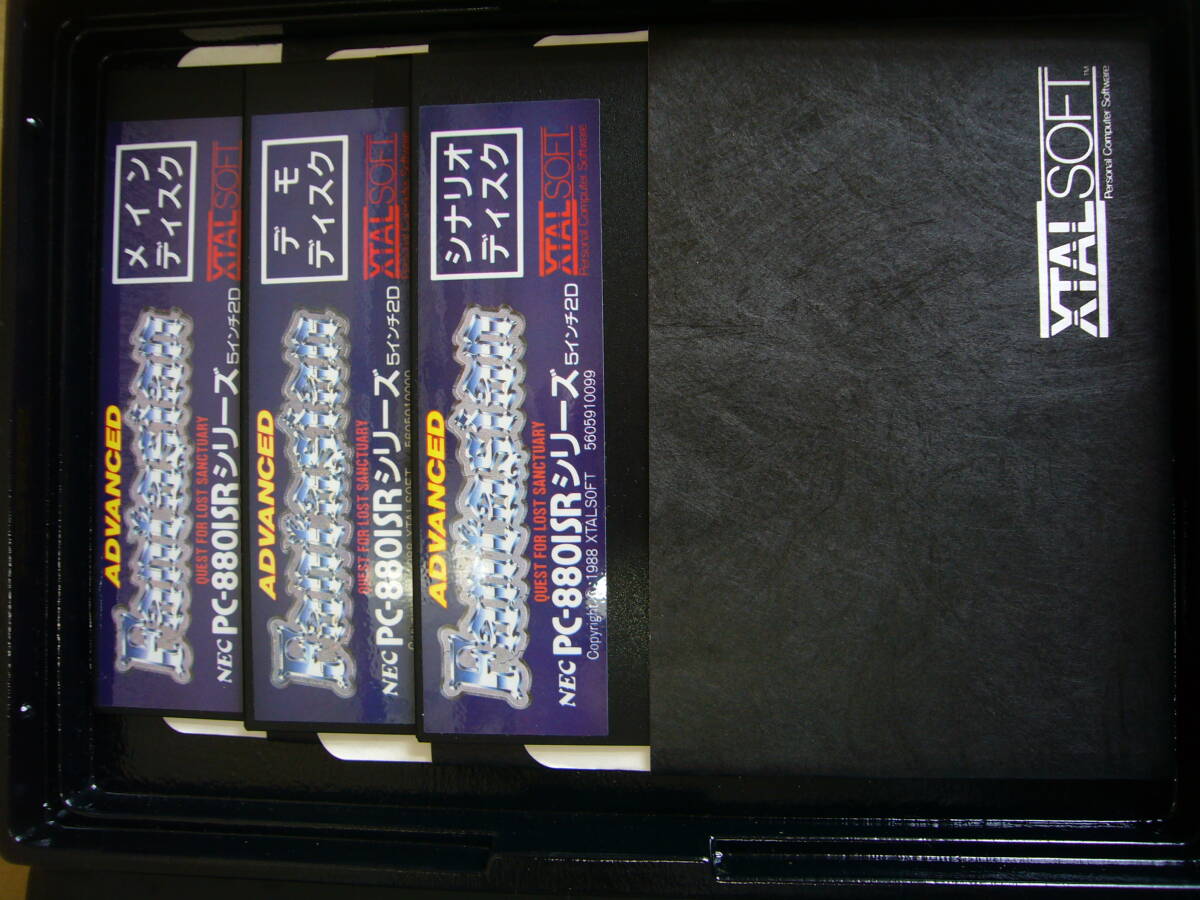 ADVANCED
Fantasian
メイン
ディスク
QUEST FOR LOST SANCTUARY
XTALSOFT
NEC PC-8801SRシリーズ 5インチ2D
ADVANCED
Fantasian
デモ
ディスク
QUEST FOR LOST SANCTUARY
XTALSOFT
NEC PC-8801SRシリーズ 5インチ2D
ADVANCED
Fantasian
シナリオ
ディスク
QUEST FOR LOST SANCTUARY
XTALSOFT
Personal Computer Software
NEC PC-8801SRシリーズ 5インチ2D
Copyright ©:1988 XTALSOFT 5605910099
XTALSOFT™
Personal Computer Software